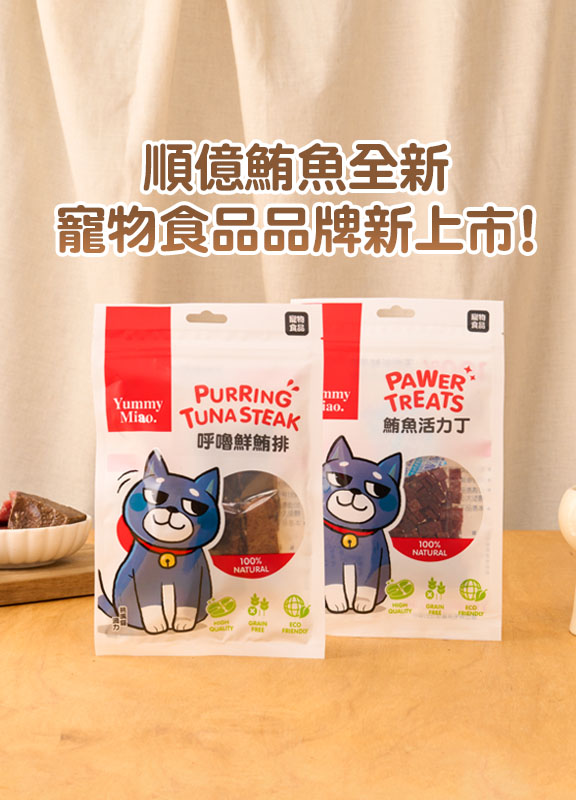 順億鮪魚全新
寵物食品品牌新上市!
寵物
食品
Yummy
Miao.
PURRING
TUNA STEAK
呼嚕鮮鮪排
100%
NATURAL
HIGH
QUALITY
GRAIN
FREE
ECO
FRIENDLY
寵物
食品
mmy
iao.
PAWER
TREATS
鮪魚活力丁
100%
NATURAL
HIGH
QUALITY
GRAIN
FREE
ECO
FRIENDLY